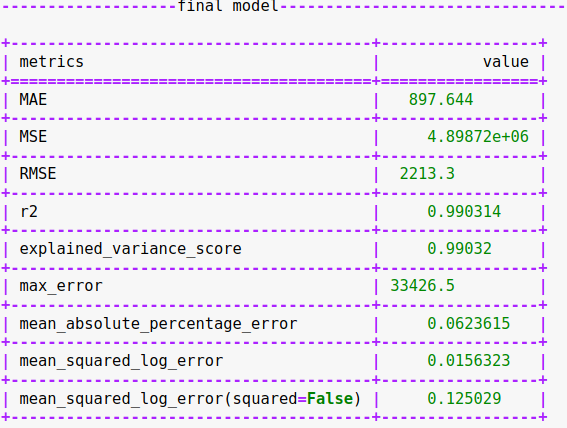 -------------------final model-------------------------------
+---------------------------------------+-----------------+
| metrics                               |           value |
+=======================================+=================+
| MAE                                   |   897.644       |
+---------------------------------------+-----------------+
| MSE                                   |     4.89872e+06 |
+---------------------------------------+-----------------+
| RMSE                                  |  2213.3         |
+---------------------------------------+-----------------+
| r2                                    |     0.990314    |
+---------------------------------------+-----------------+
| explained_variance_score              |     0.99032     |
+---------------------------------------+-----------------+
| max_error                             | 33426.5         |
+---------------------------------------+-----------------+
| mean_absolute_percentage_error        |     0.0623615   |
+---------------------------------------+-----------------+
| mean_squared_log_error                |     0.0156323   |
+---------------------------------------+-----------------+
| mean_squared_log_error(squared=False) |     0.125029    |
+---------------------------------------+-----------------+